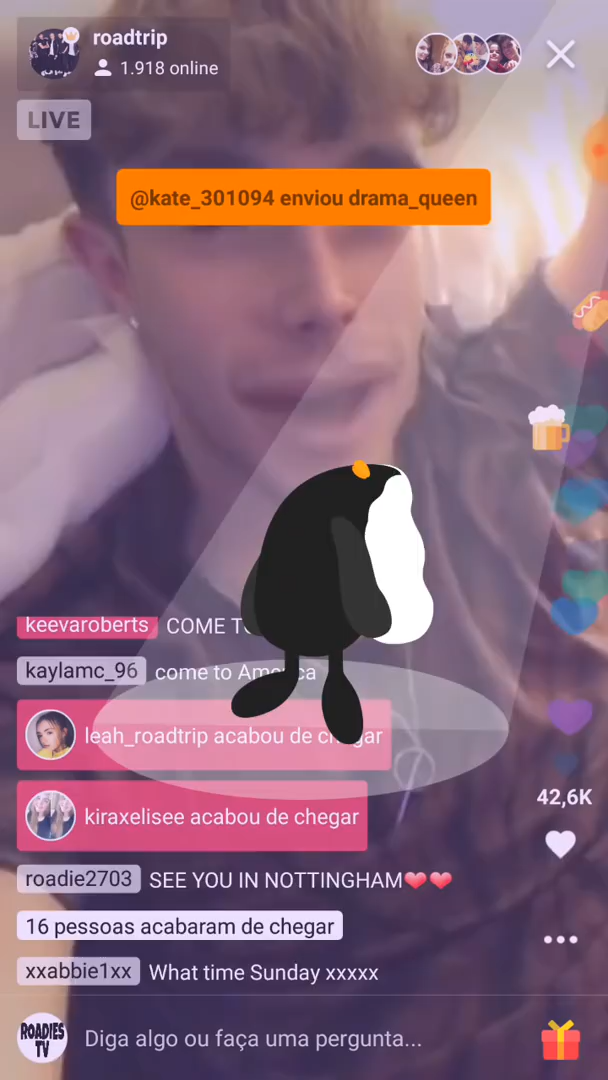 roadtrip
1.918 online
LIVE
@kate_301094 enviou drama_queen
keevaroberts COME
kaylamc_96 come to America
leah_roadtrip acabou de chegar
kiraxelisee acabou de chegar
42,6K
roadie2703 SEE YOU IN NOTTINGHAM❤❤
16 pessoas acabaram de chegar
xxabbie1xx What time Sunday xxxxx
ROADIES
TV
Diga algo ou faça uma pergunta...